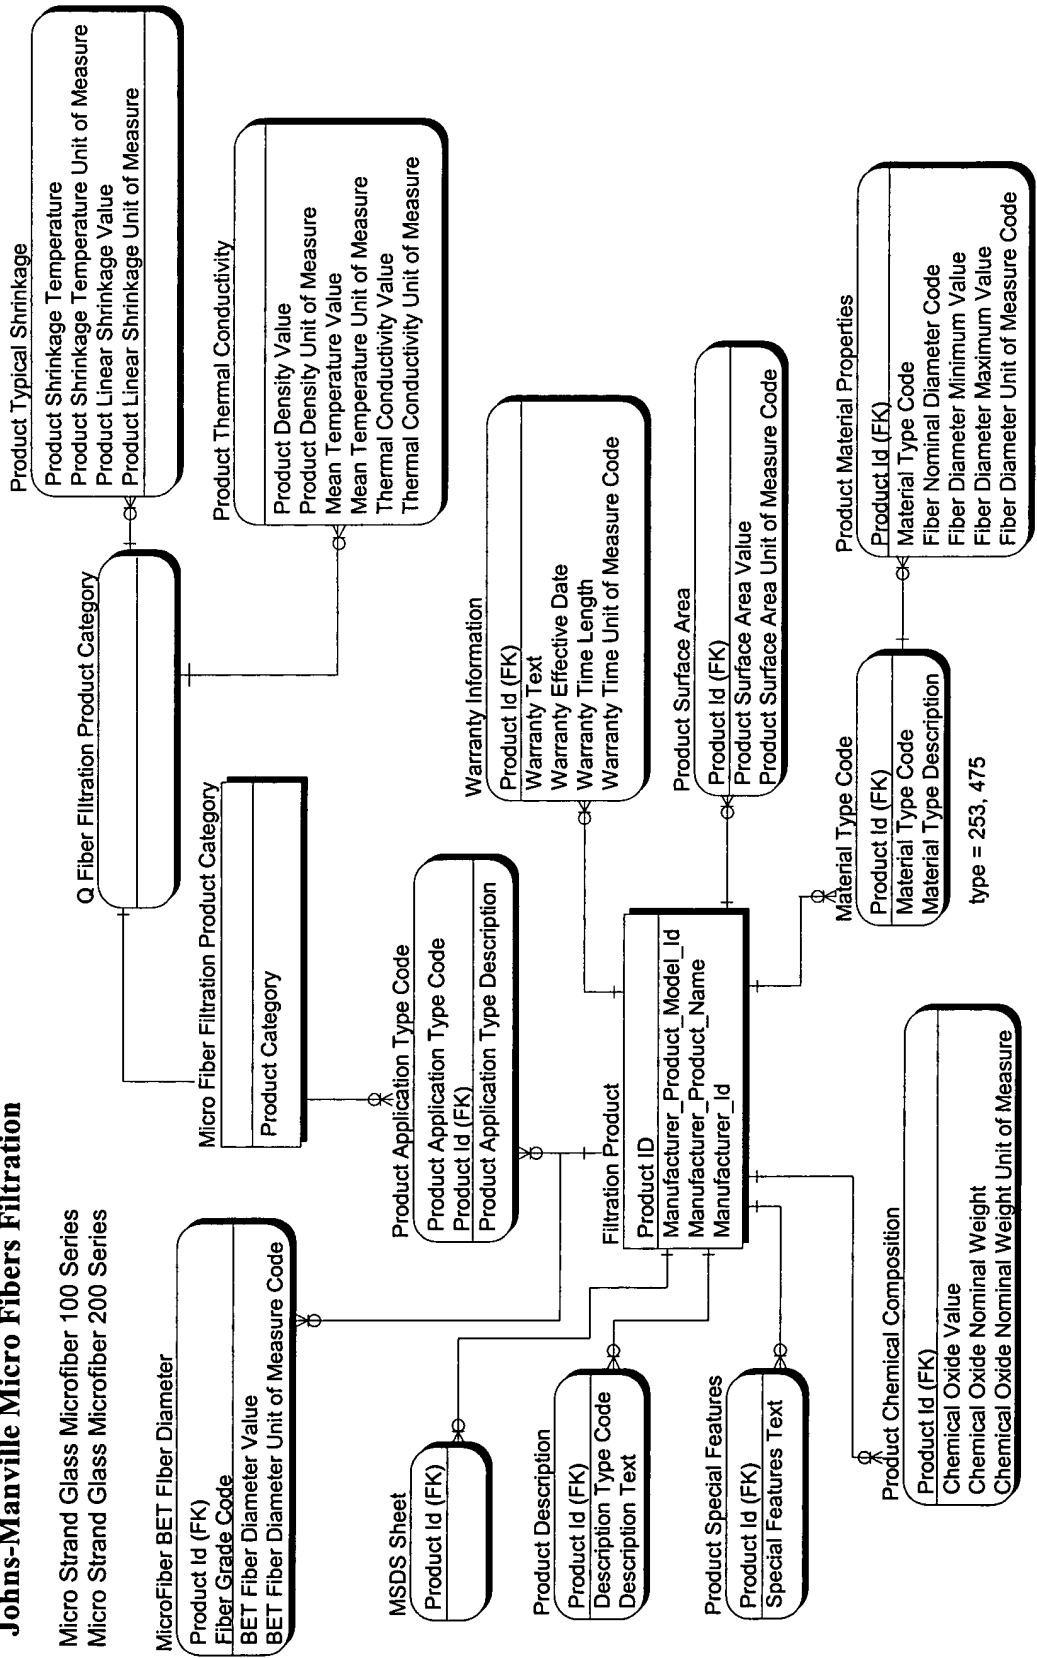 Johns-Manville Micro Fibers Filtration
Micro Strand Glass Microfiber 100 Series
Micro Strand Glass Microfiber 200 Series
MicroFiber BET FIber Diameter
Product Id (FK)
Fiber Grade Code
BET Fiber Diameter Value
BET Fiber Diameter Unit of Measure Code
MSDS Sheet
Product Id (FK)
Product Description
Product Id (FK)
Description Type Code
Description Text
Product Special Features
Product Id (FK)
Special Features Text
Product Chemical Composition
Product Id (FK)
Chemical Oxide Value
Chemical Oxide Nominal Weight
Chemical Oxide Nominal Weight Unit of Measure
Micro Fiber Filtration Product Category
Product Category
Product Application Type Code
Product Application Type Code
Product Id (FK)
Product Application Type Description
Filtration Product
Product ID
Manufacturer_Product_Model_Id
Manufacturer_Product_Name
Manufacturer_Id
Q Fiber FIltration Product Category
Warranty Information
Product Id (FK)
Warranty Text
Warranty Effective Date
Warranty Time Length
Warranty Time Unit of Measure Code
Product Surface Area
Product Id (FK)
Product Surface Area Value
Product Surface Area Unit of Measure Code
Material Type Code
Product Id (FK)
Material Type Code
Material Type Description
type = 253, 475
Product Typical Shrinkage
Product Shrinkage Temperature
Product Shrinkage Temperature Unit of Measure
Product Linear Shrinkage Value
Product Linear Shrinkage Unit of Measure
Product Thermal Conductivity
Product Density Value
Product Density Unit of Measure
Mean Temperature Value
Mean Temperature Unit of Measure
Thermal Conductivity Value
Thermal Conductivity Unit of Measure
Product Material Properties
Product Id (FK)
Material Type Code
Fiber Nominal Diameter Code
Fiber Diameter Minimum Value
Fiber Diameter Maximum Value
Fiber Diameter Unit of Measure Code